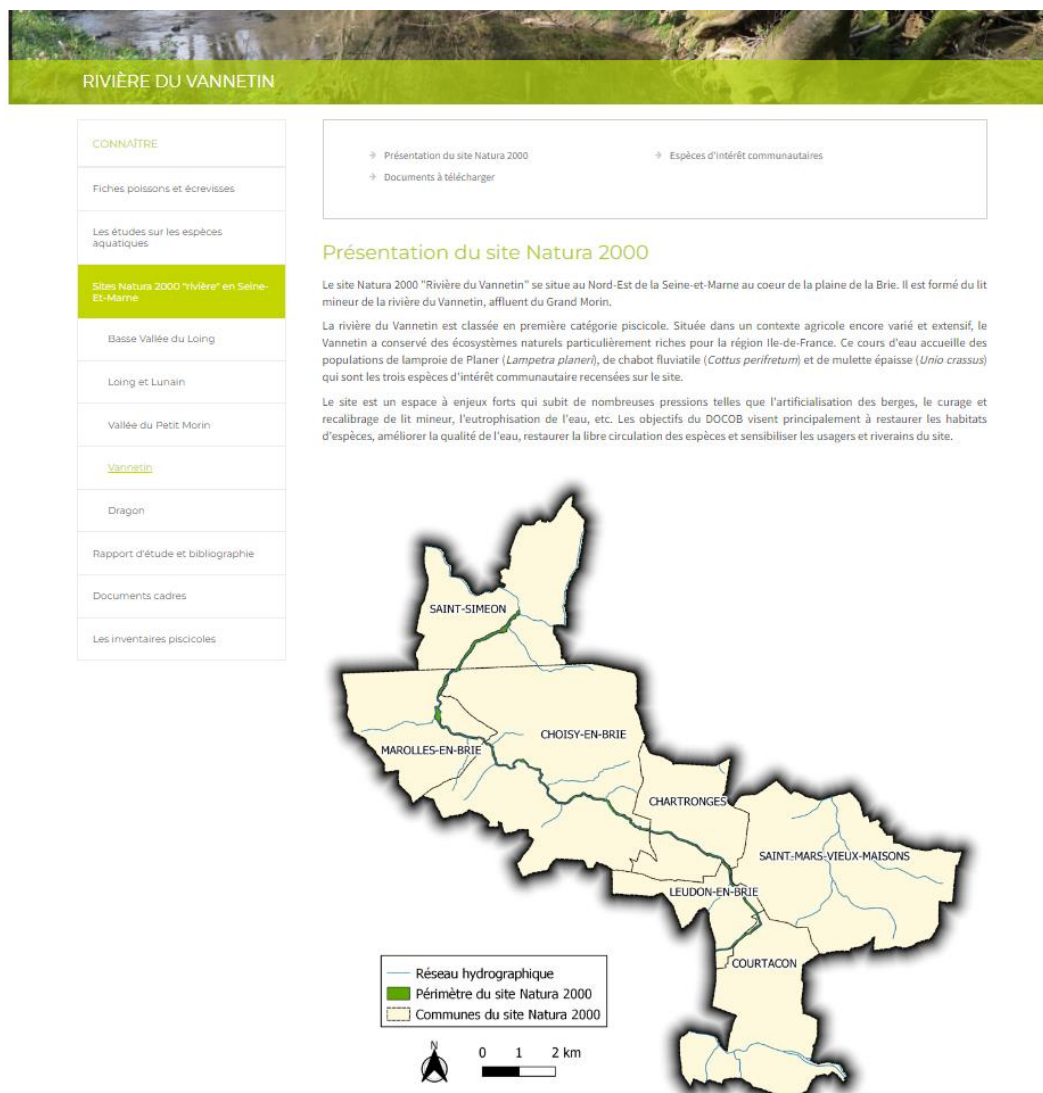 RIVIÈRE DU VANNETIN
CONNAÎTRE
Fiches poissons et écrevisses
Les études sur les espèces
aquatiques
Sites Natura 2000 "rivière" en Seine-
Et-Marne
Basse Vallée du Loing
Loing et Lunain
Vallée du Petit Morin
Vannetin
Dragon
Rapport d'étude et bibliographie
Documents cadres
Les inventaires piscicoles
Présentation du site Natura 2000
Espèces d'intérêt communautaires
Documents à télécharger
Présentation du site Natura 2000
Le site Natura 2000 "Rivière du Vannetin" se situe au Nord-Est de la Seine-et-Marne au coeur de la plaine de la Brie. Il est formé du lit
mineur de la rivière du Vannetin, affluent du Grand Morin.
La rivière du Vannetin est classée en première catégorie piscicole. Située dans un contexte agricole encore varié et extensif, le
Vannetin a conservé des écosystèmes naturels particulièrement riches pour la région Ile-de-France. Ce cours d'eau accueille des
populations de lamproie de Planer (Lampetra planeri), de chabot fluviatile (Cottus perifretum) et de mulette épaisse (Unio crassus)
qui sont les trois espèces d'intérêt communautaire recensées sur le site.
Le site est un espace à enjeux forts qui subit de nombreuses pressions telles que l'artificialisation des berges, le curage et
recalibrage de lit mineur, l'eutrophisation de l'eau, etc. Les objectifs du DOCOB visent principalement à restaurer les habitats
d'espèces, améliorer la qualité de l'eau, restaurer la libre circulation des espèces et sensibiliser les usagers et riverains du site.
SAINT-SIMEON
MAROLLES-EN-BRIE
CHOISY-EN-BRIE
CHARTRONGES
SAINT-MARS-VIEUX-MAISONS
LEUDON-EN-BRIE
COURTACON
Réseau hydrographique
Périmètre du site Natura 2000
Communes du site Natura 2000
N
0 1 2 km